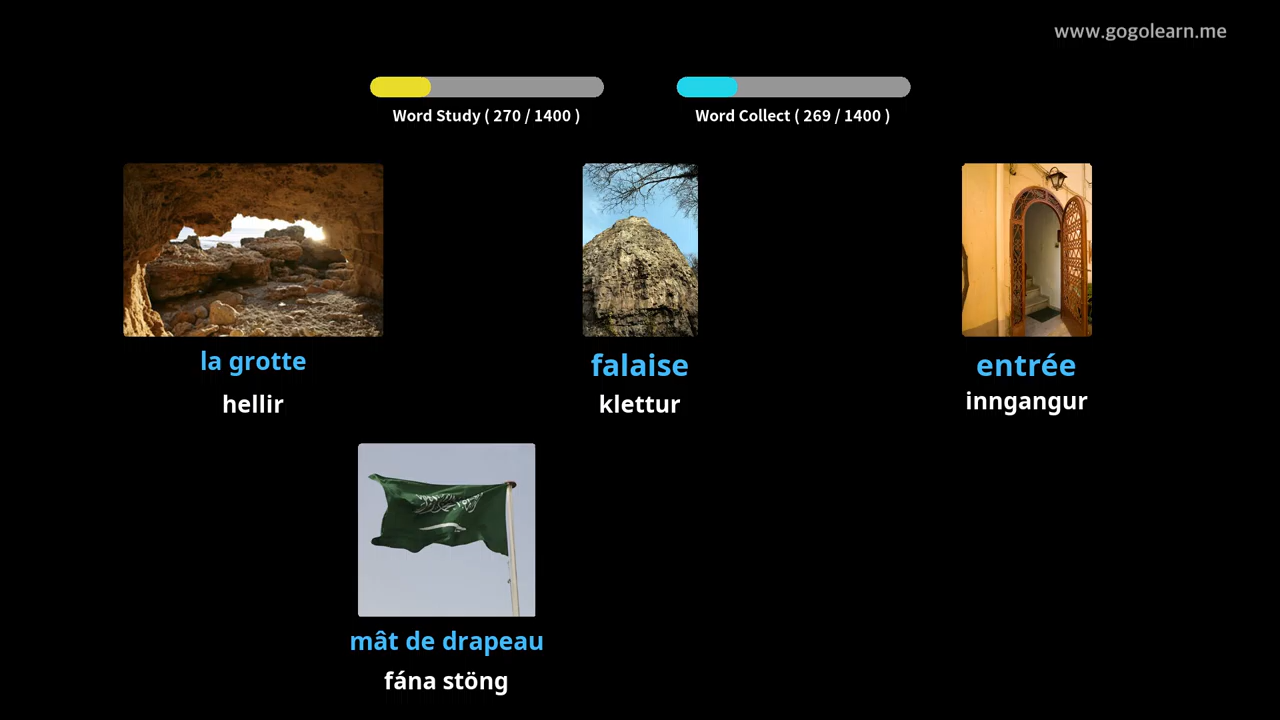 www.gogolearn.me
Word Study ( 270 / 1400 )
Word Collect ( 269 / 1400 )
la grotte
hellir
falaise
klettur
entrée
inngangur
mât de drapeau
fána stöng